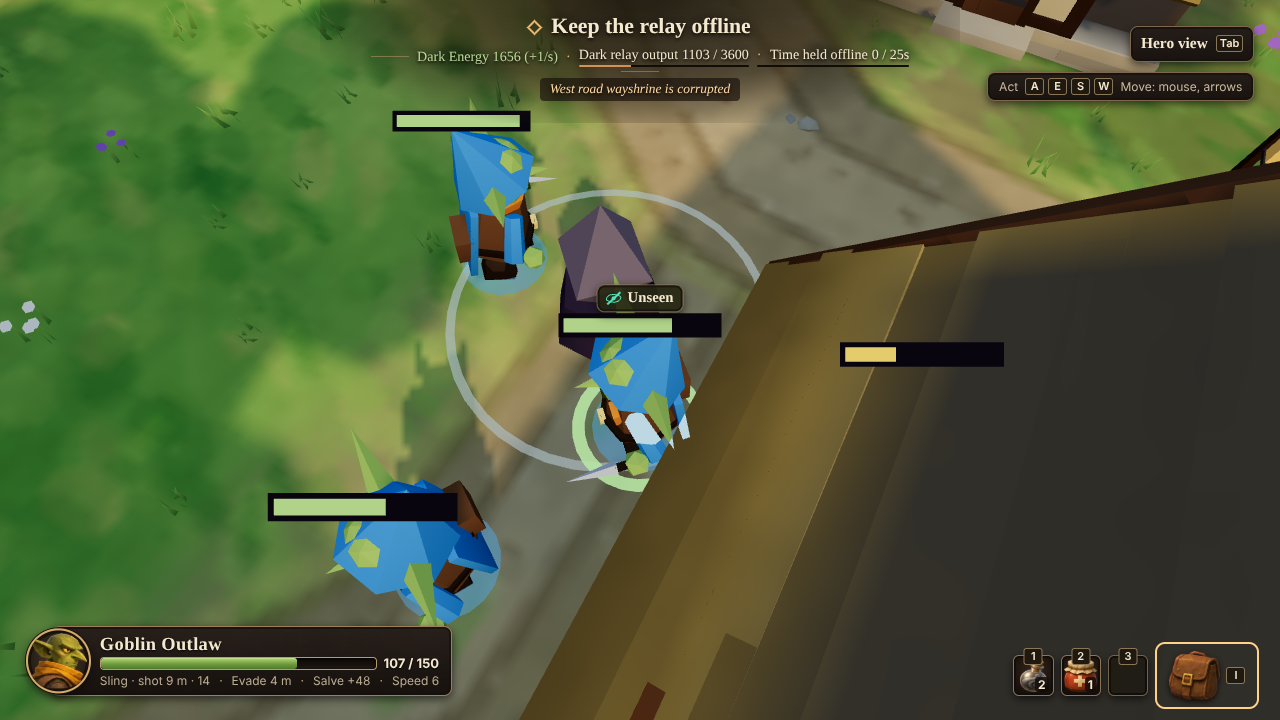 Keep the relay offline
Dark Energy 1656 (+1/s) · Dark relay output 1103 / 3600 · Time held offline 0 / 25s
West road wayshrine is corrupted
Hero view Tab
Act A E S W Move: mouse, arrows
Unseen
Goblin Outlaw
107 / 150
Sling · shot 9 m · 14 · Evade 4 m · Salve +48 · Speed 6
1 2 3
2 1
I